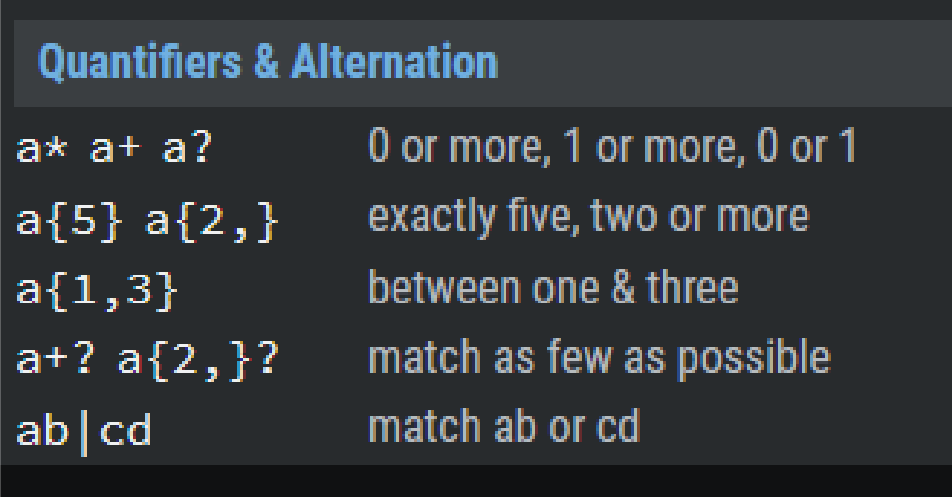 Quantifiers & Alternation
a* a+ a? 0 or more, 1 or more, 0 or 1
a{5} a{2,} exactly five, two or more
a{1,3} between one & three
a+? a{2,}? match as few as possible
ab|cd match ab or cd